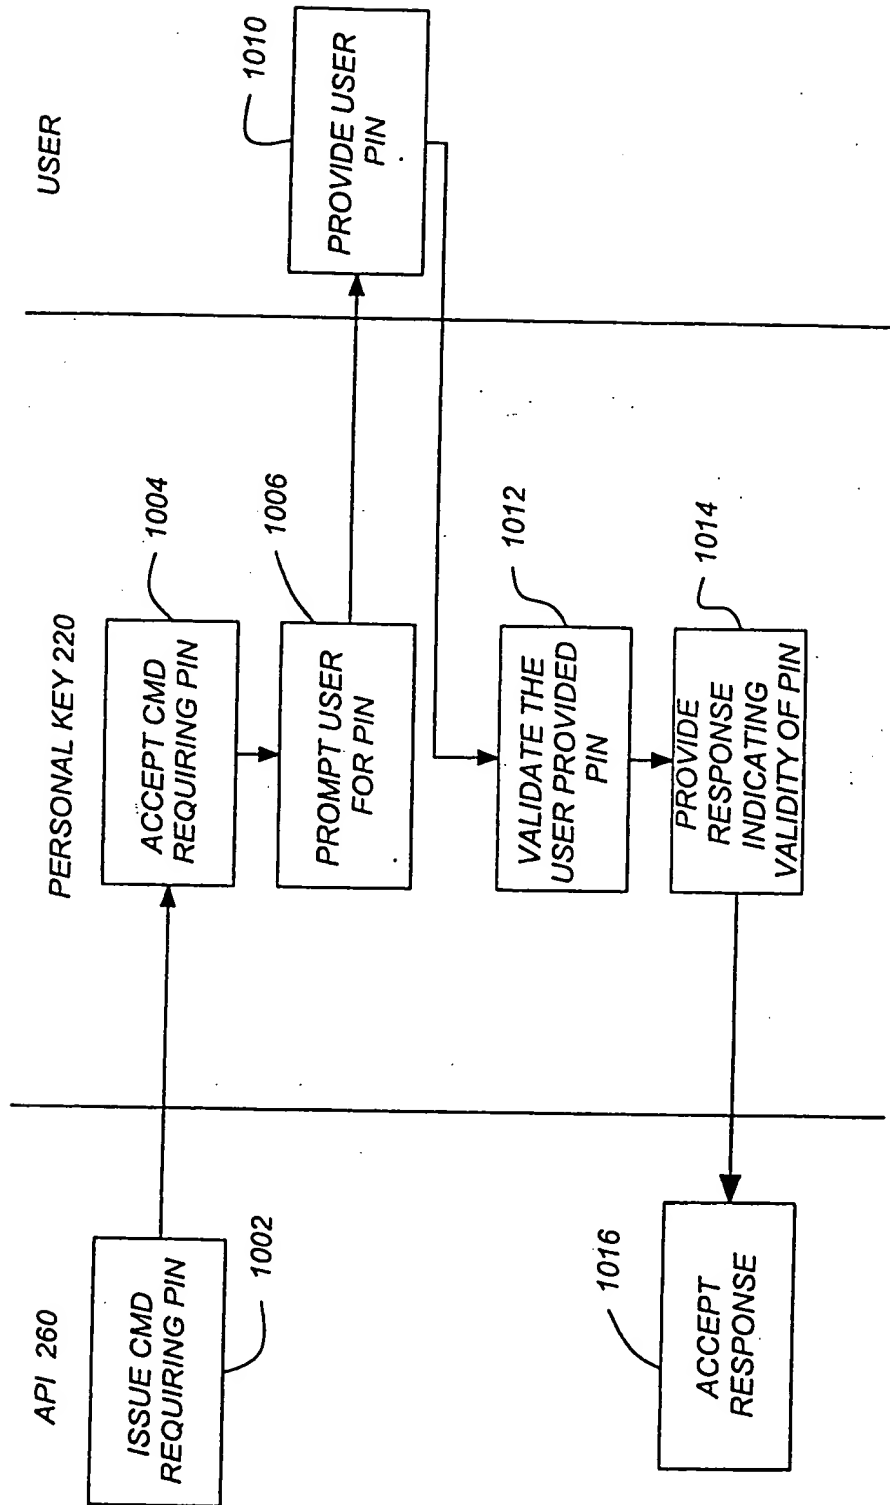 API 260
PERSONAL KEY 220
USER
ISSUE CMD
REQUIRING PIN
1002
ACCEPT CMD
REQUIRING PIN
1004
PROMPT USER
FOR PIN
1006
PROVIDE USER
PIN
1010
VALIDATE THE
USER PROVIDED
PIN
1012
PROVIDE
RESPONSE
INDICATING
VALIDITY OF PIN
1014
ACCEPT
RESPONSE
1016